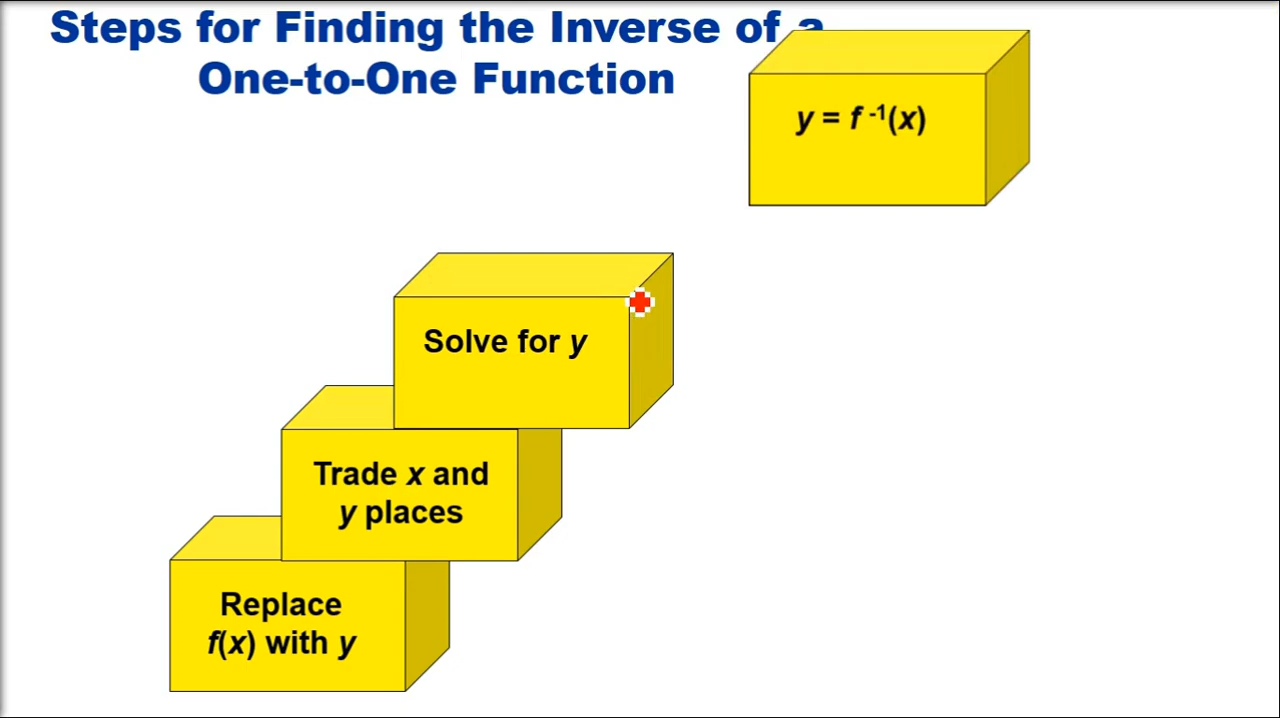 Steps for Finding the Inverse of a
One-to-One Function
y = f -1(x)
Solve for y
Trade x and
y places
Replace
f(x) with y